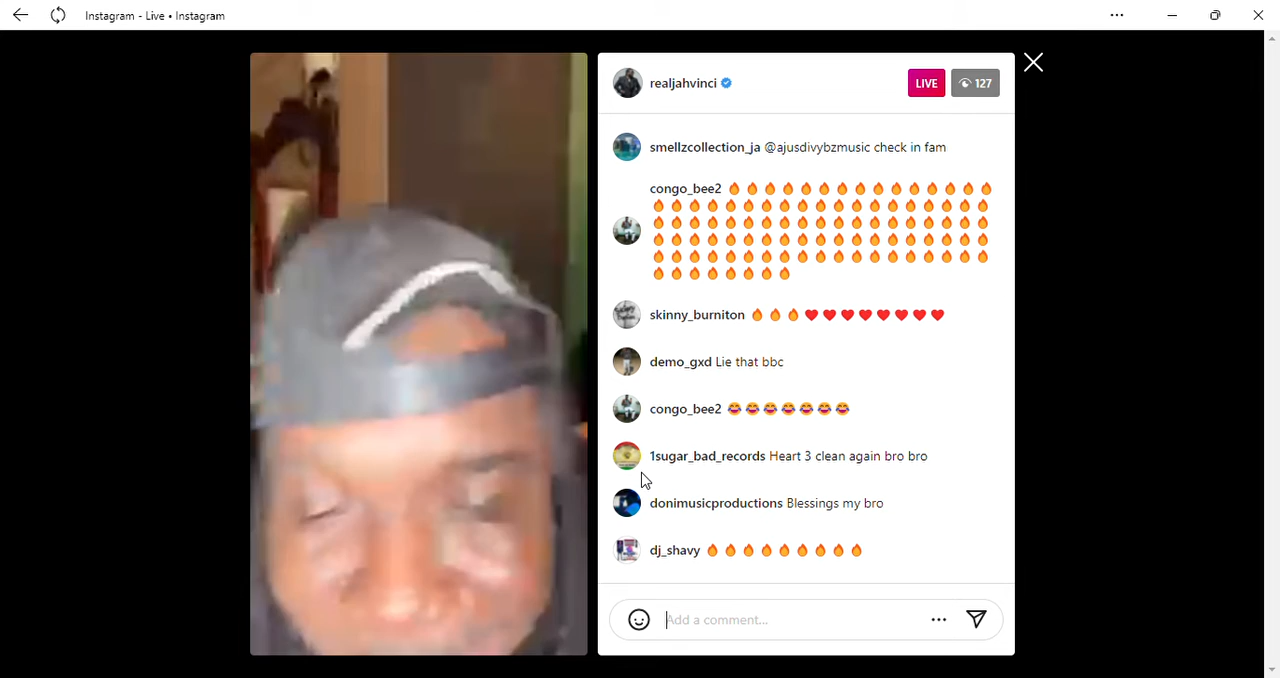 Instagram - Live • Instagram
realjahvinci
LIVE
127
smellzcollection_ja @ajusdivybzmusic check in fam
congo_bee2 🔥🔥🔥🔥🔥🔥🔥🔥🔥🔥🔥🔥🔥🔥🔥
🔥🔥🔥🔥🔥🔥🔥🔥🔥🔥🔥🔥🔥🔥🔥🔥🔥🔥🔥
🔥🔥🔥🔥🔥🔥🔥🔥🔥🔥🔥🔥🔥🔥🔥🔥🔥🔥🔥
🔥🔥🔥🔥🔥🔥🔥🔥🔥🔥🔥🔥🔥🔥🔥🔥🔥🔥🔥
🔥🔥🔥🔥🔥🔥🔥🔥🔥🔥🔥🔥🔥🔥🔥🔥🔥🔥🔥
🔥🔥🔥🔥🔥🔥🔥🔥
skinny_burniton 🔥🔥🔥❤️❤️❤️❤️❤️❤️❤️❤️
demo_gxd Lie that bbc
congo_bee2 😂😂😂😂😂😂😂
1sugar_bad_records Heart 3 clean again bro bro
donimusicproductions Blessings my bro
dj_shavy 🔥🔥🔥🔥🔥🔥🔥🔥🔥
Add a comment...